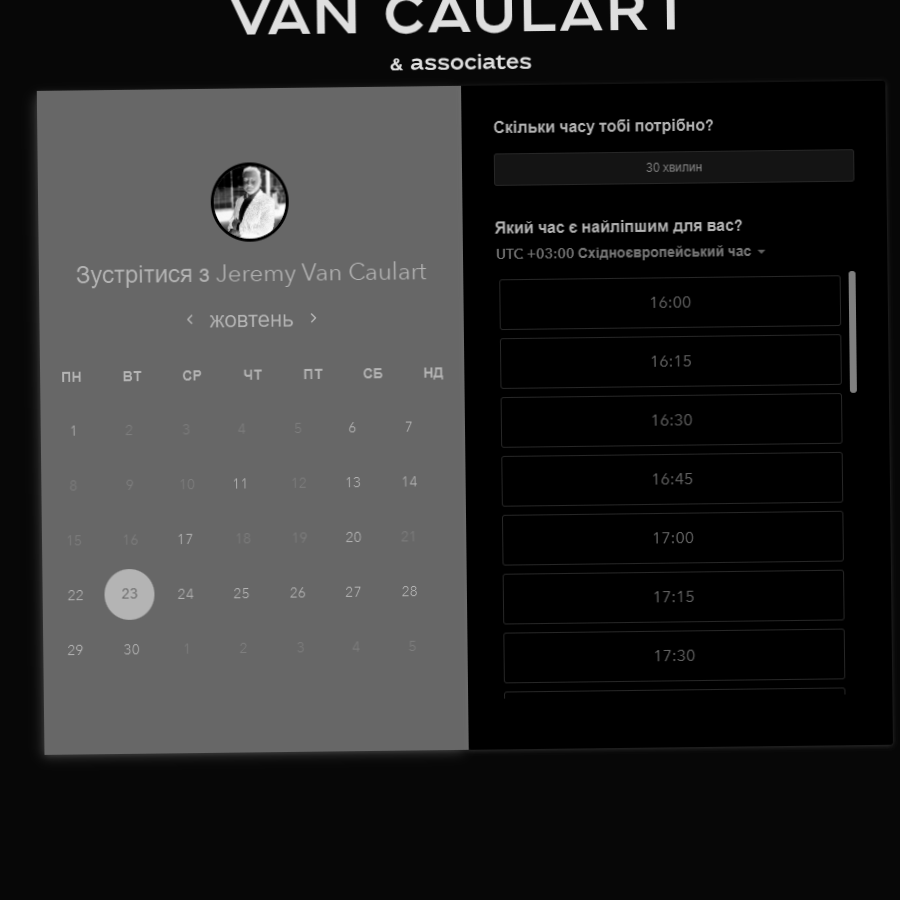 VAN CAULART
& associates
Зустрітися з Jeremy Van Caulart
жовтень
ПН ВТ СР ЧТ ПТ СБ НД
1 2 3 4 5 6 7
8 9 10 11 12 13 14
15 16 17 18 19 20 21
22 23 24 25 26 27 28
29 30 1 2 3 4 5
Скільки часу тобі потрібно?
30 хвилин
Який час є найліпшим для вас?
UTC +03:00 Східноєвропейський час
16:00
16:15
16:30
16:45
17:00
17:15
17:30